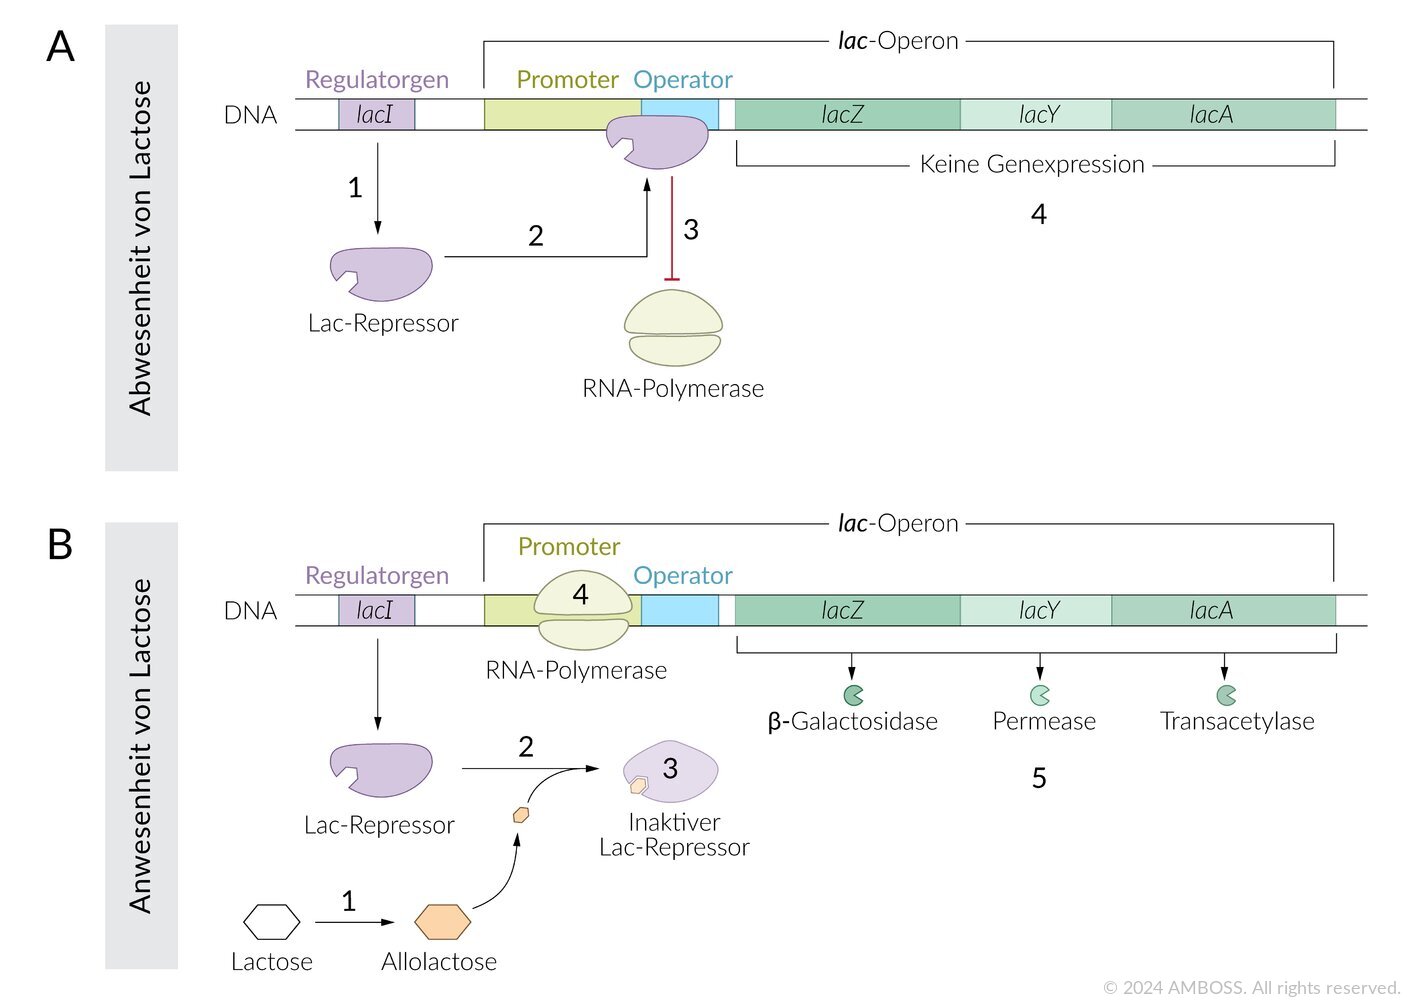 A
Abwesenheit von Lactose
lac-Operon
Regulatorgen
Promoter
Operator
DNA
lacI
lacZ
lacY
lacA
Keine Genexpression
1
2
3
4
Lac-Repressor
RNA-Polymerase
B
Anwesenheit von Lactose
lac-Operon
Promoter
Regulatorgen
Operator
4
DNA
lacI
lacZ
lacY
lacA
RNA-Polymerase
β-Galactosidase
Permease
Transacetylase
2
3
5
Lac-Repressor
Inaktiver
Lac-Repressor
1
Lactose
Allolactose
© 2024 AMBOSS. All rights reserved.